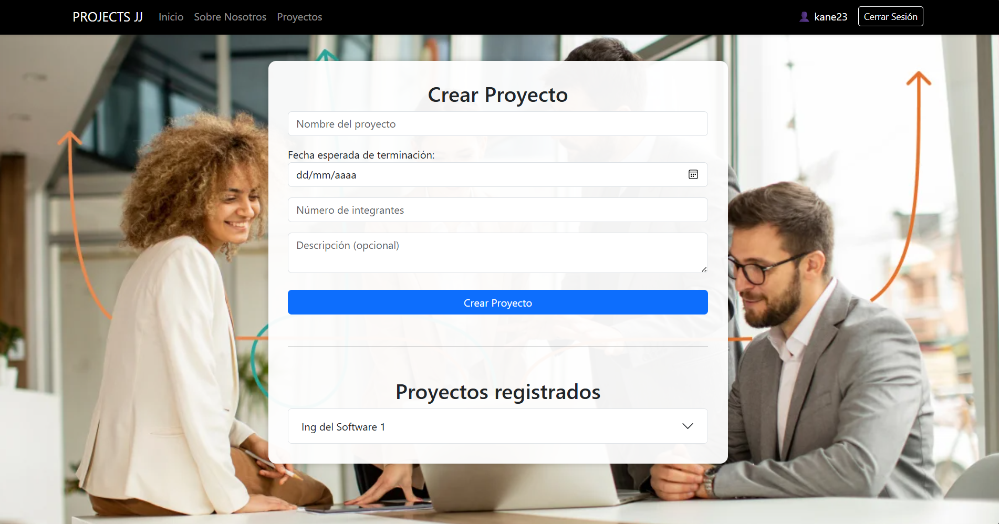 PROJECTS JJ Inicio Sobre Nosotros Proyectos kane23 Cerrar Sesión
Crear Proyecto
Nombre del proyecto
Fecha esperada de terminación:
dd/mm/aaaa
Número de integrantes
Descripción (opcional)
Crear Proyecto
Proyectos registrados
Ing del Software 1